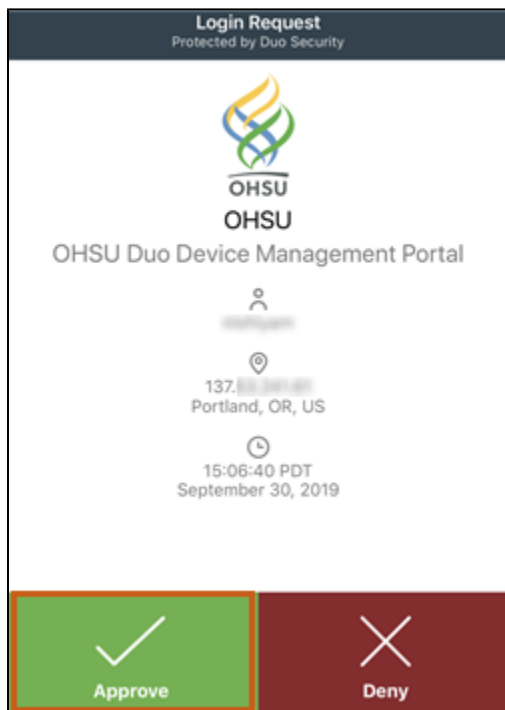 Login Request
Protected by Duo Security
OHSU
OHSU
OHSU Duo Device Management Portal
137.
Portland, OR, US
15:06:40 PDT
September 30, 2019
Approve
Deny